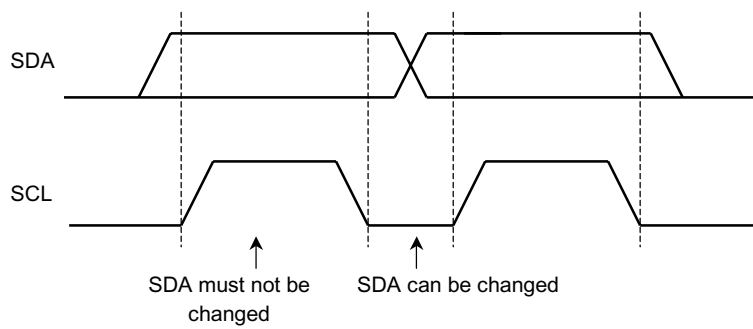 SDA
SCL
SDA must not be
changed
SDA can be changed